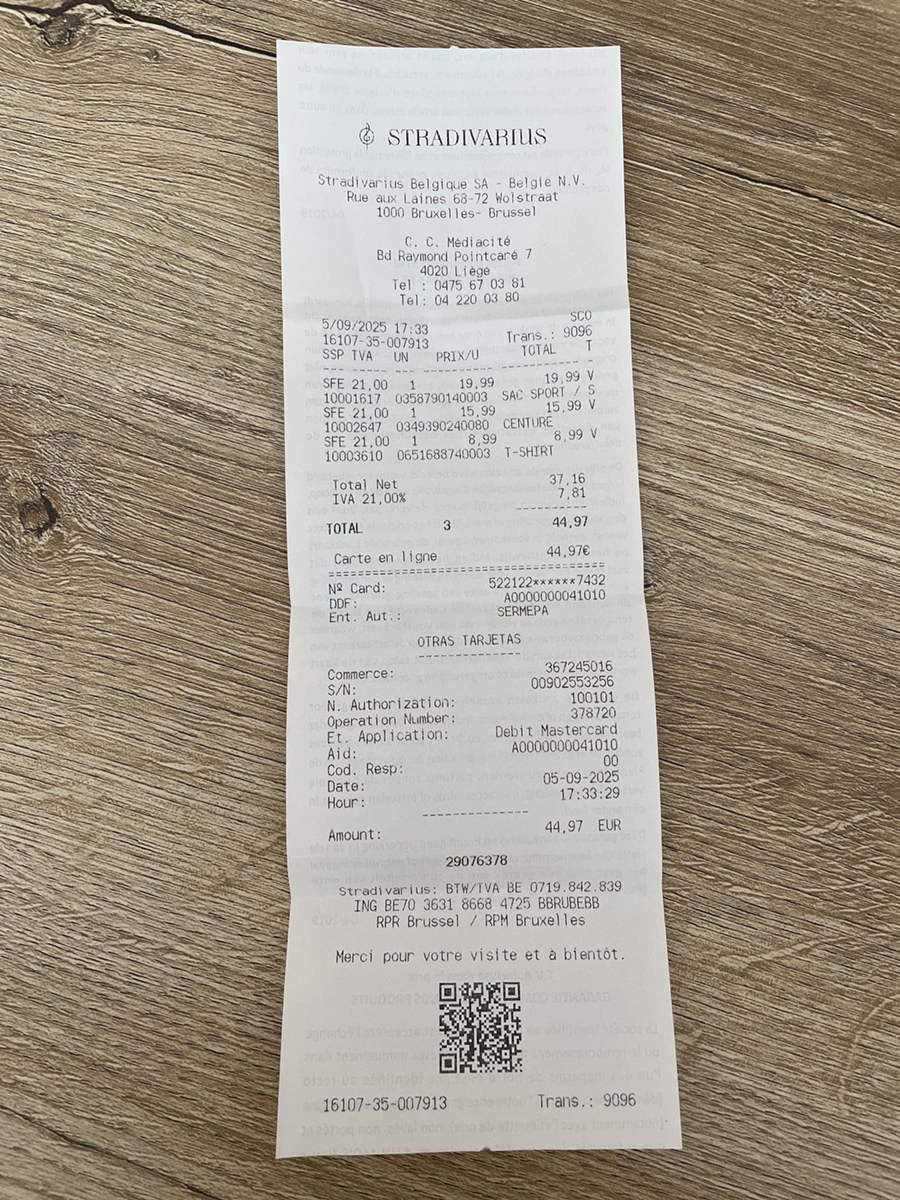 STRADIVARIUS
Stradivarius Belgique SA - België N.V.
Rue aux Laines 68-72 Wolstraat
1000 Bruxelles- Brussel
C. C. Médiacité
Bd Raymond Pointcaré 7
4020 Liège
Tel : 0475 67 03 81
Tel: 04 220 03 80
5/09/2025 17:33 SCO
16107-35-007913 Trans.: 9096
SSP TVA UN PRIX/U TOTAL T
SFE 21,00 1 19,99 19,99 V
10001617 0358790140003 SAC SPORT / S
SFE 21,00 1 15,99 15,99 V
10002647 0349390240080 CENTURE
SFE 21,00 1 8,99 8,99 V
10003610 0651688740003 T-SHIRT
Total Net 37,16
IVA 21,00% 7,81
TOTAL 3 44,97
Carte en ligne 44,97€
Nº Card: 522122******7432
DDF: A0000000041010
Ent. Aut.: SERMEPA
OTRAS TARJETAS
Commerce: 367245016
S/N: 00902553256
N. Authorization: 100101
Operation Number: 378720
Et. Application: Debit Mastercard
Aid: A0000000041010
Cod. Resp: 00
Date: 05-09-2025
Hour: 17:33:29
Amount: 44,97 EUR
29076378
Stradivarius: BTW/TVA BE 0719.842.839
ING BE70 3631 8668 4725 BBRUBEBB
RPR Brussel / RPM Bruxelles
Merci pour votre visite et à bientôt.
16107-35-007913 Trans.: 9096